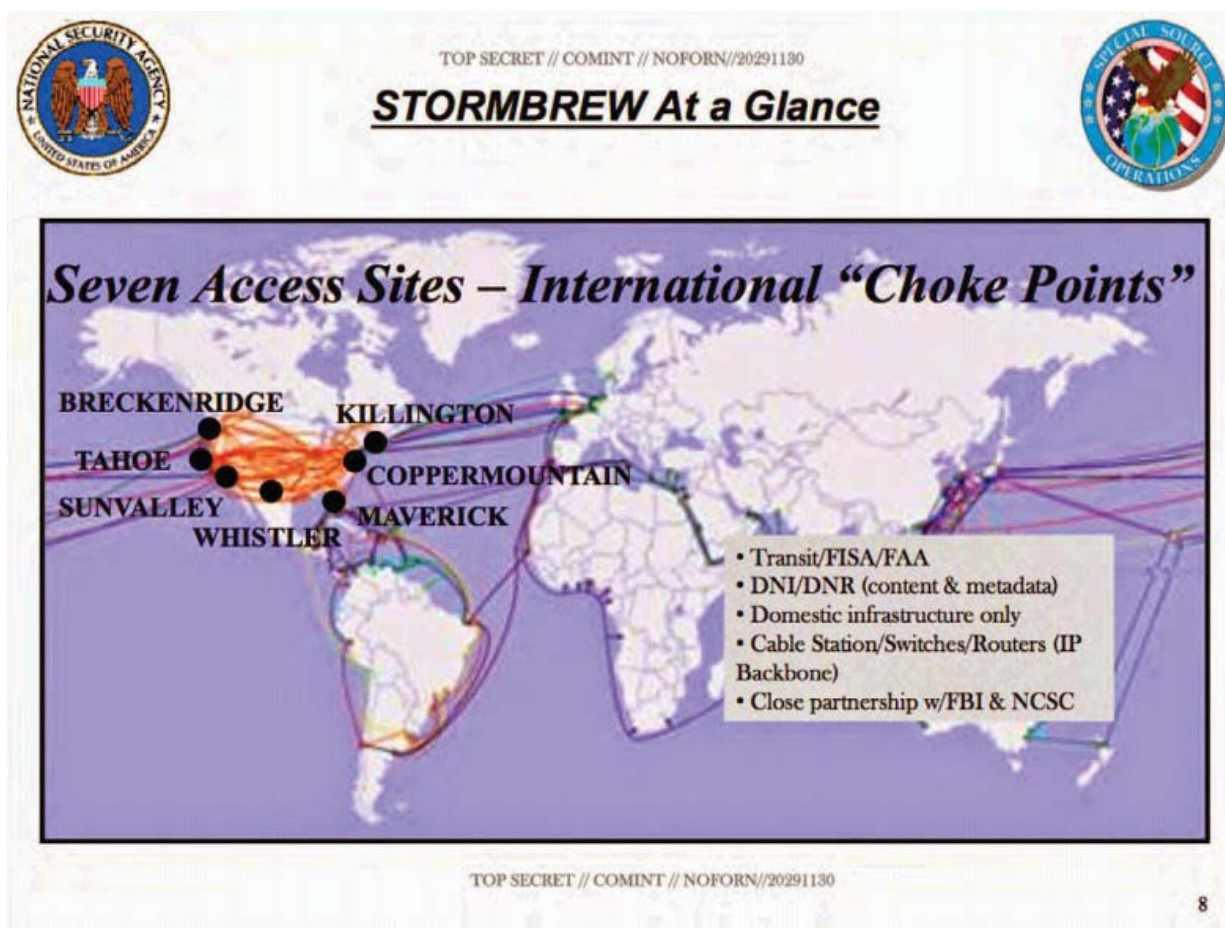 NATIONAL SECURITY AGENCY
UNITED STATES OF AMERICA
SPECIAL SOURCE
OPERATIONS
TOP SECRET // COMINT // NOFORN//20291130
STORMBREW At a Glance
Seven Access Sites – International “Choke Points”
BRECKENRIDGE
KILLINGTON
TAHOE
COPPERMOUNTAIN
SUNVALLEY
MAVERICK
WHISTLER
• Transit/FISA/FAA
• DNI/DNR (content & metadata)
• Domestic infrastructure only
• Cable Station/Switches/Routers (IP
Backbone)
• Close partnership w/FBI & NCSC
TOP SECRET // COMINT // NOFORN//20291130
8